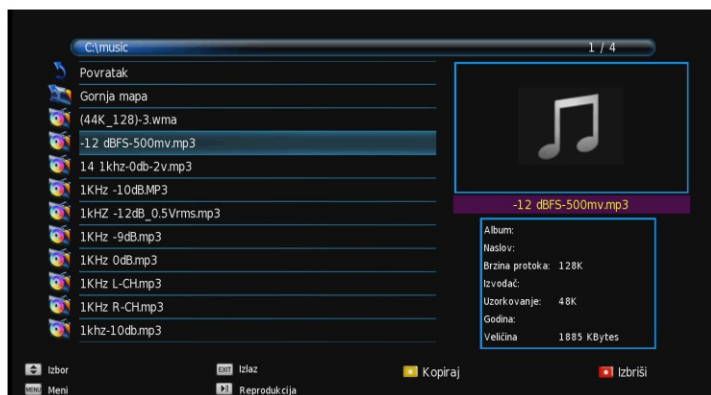 C:\music 1 / 4
Povratak
Gornja mapa
(44K_128)-3.wma
-12 dBFS-500mv.mp3
14 1khz-0db-2v.mp3
1KHz -10dB.MP3
1kHZ -12dB_0.5Vrms.mp3
1KHz -9dB.mp3
1KHz 0dB.mp3
1KHz L-CH.mp3
1KHz R-CH.mp3
1khz-10db.mp3
-12 dBFS-500mv.mp3
Album:
Naslov:
Brzina protoka: 128K
Izvođač:
Uzorkovanje: 48K
Godina:
Veličina 1885 KBytes
Izbor EXIT Izlaz Kopiraj Izbriši
MENU Meni Reprodukcija